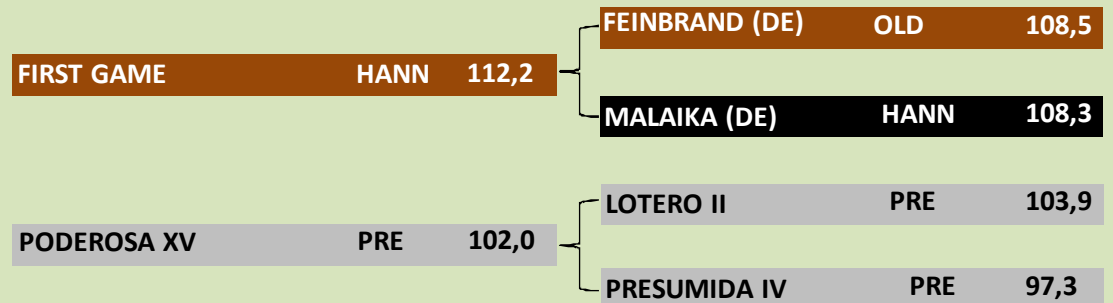 FEINBRAND (DE) OLD 108,5
FIRST GAME HANN 112,2
MALAIKA (DE) HANN 108,3
LOTERO II PRE 103,9
PODEROSA XV PRE 102,0
PRESUMIDA IV PRE 97,3